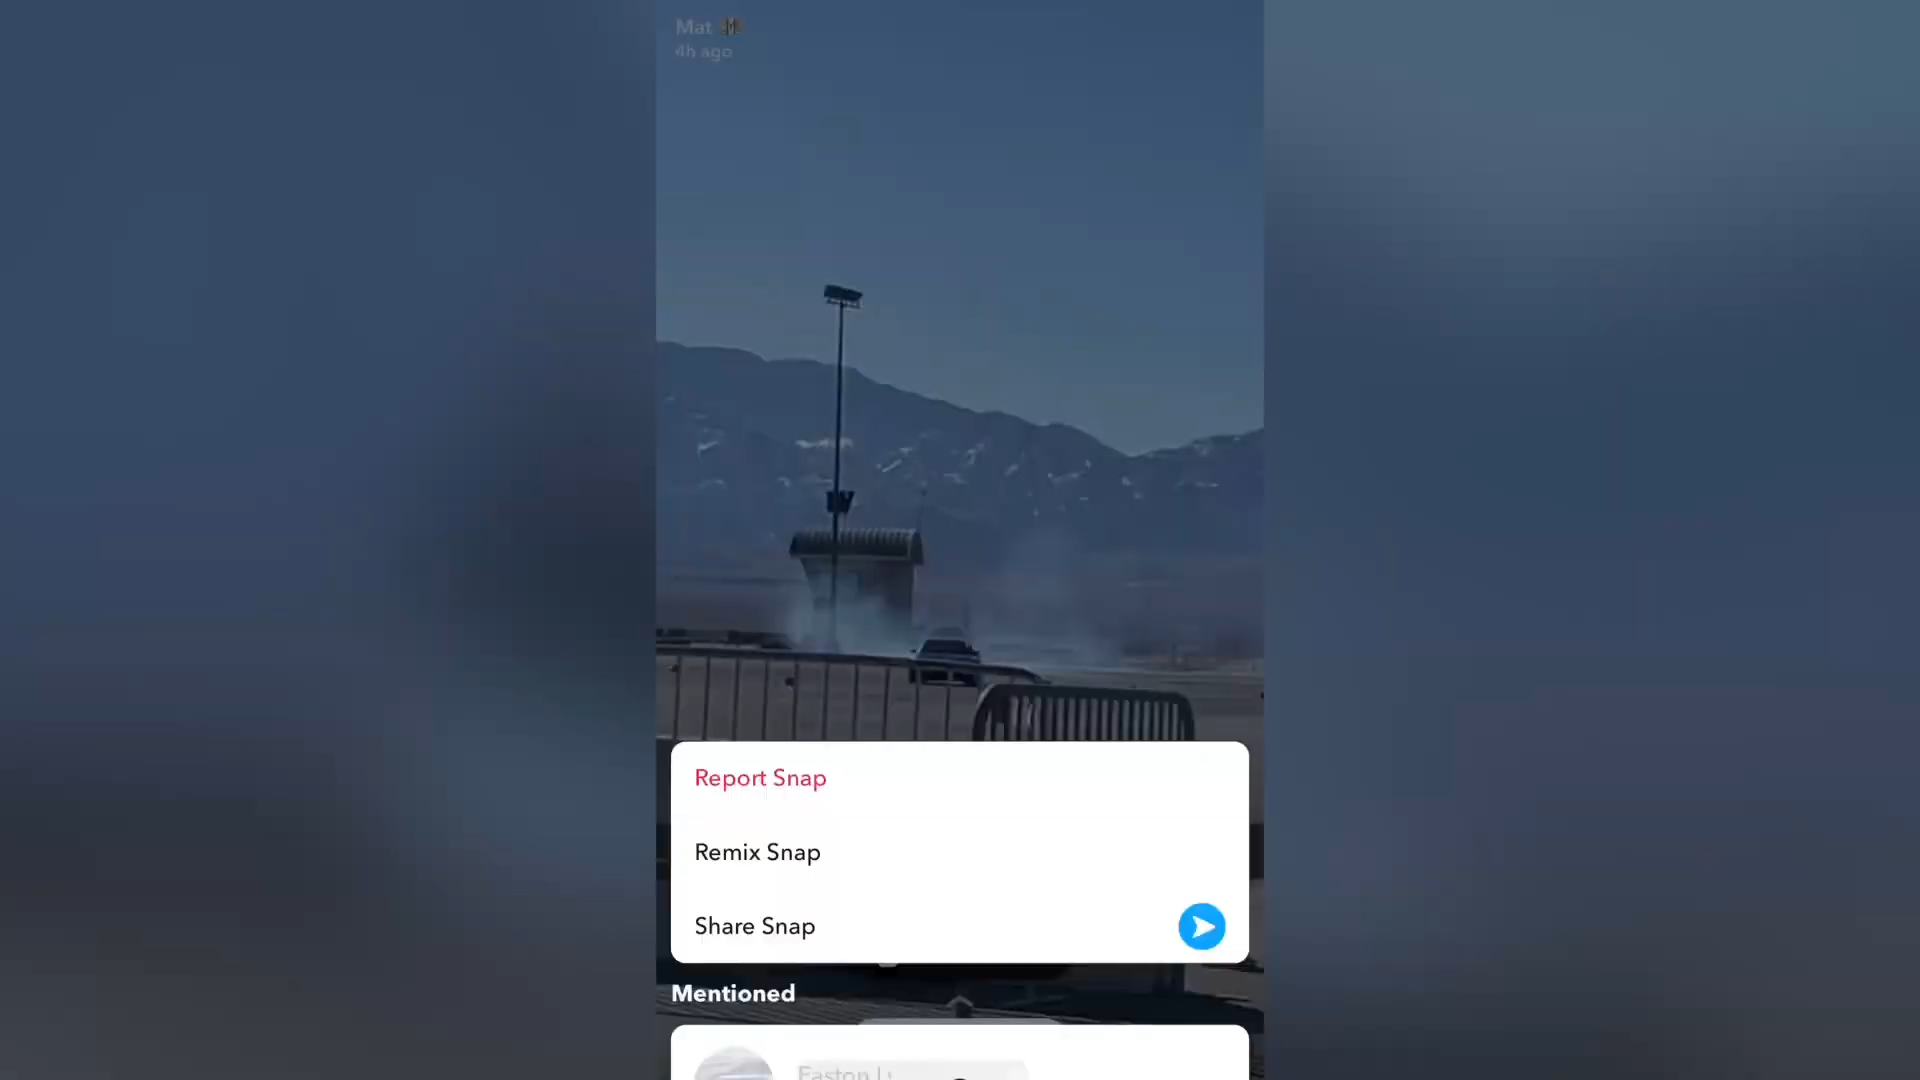 Mat
4h ago
Report Snap
Remix Snap
Share Snap
Mentioned
Easton